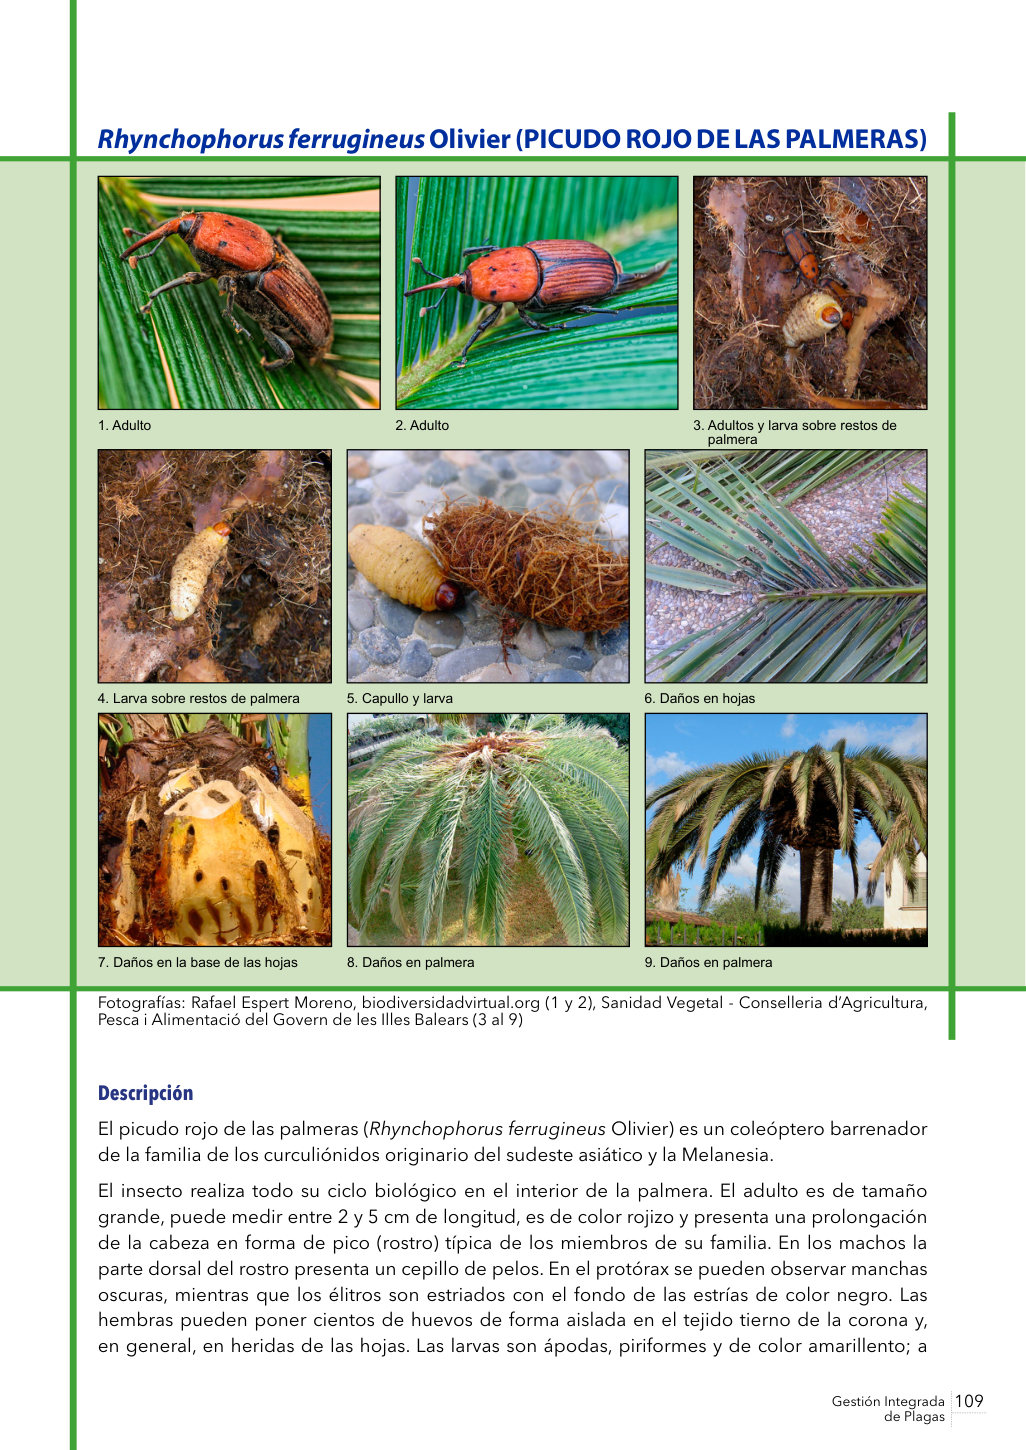 Rhynchophorus ferrugineus Olivier (PICUDO ROJO DE LAS PALMERAS)
1. Adulto
2. Adulto
3. Adultos y larva sobre restos de
palmera
4. Larva sobre restos de palmera
5. Capullo y larva
6. Daños en hojas
7. Daños en la base de las hojas
8. Daños en palmera
9. Daños en palmera
Fotografías: Rafael Espert Moreno, biodiversidadvirtual.org (1 y 2), Sanidad Vegetal - Conselleria d’Agricultura,
Pesca i Alimentació del Govern de les Illes Balears (3 al 9)
Descripción
El picudo rojo de las palmeras (Rhynchophorus ferrugineus Olivier) es un coleóptero barrenador
de la familia de los curculiónidos originario del sudeste asiático y la Melanesia.
El insecto realiza todo su ciclo biológico en el interior de la palmera. El adulto es de tamaño
grande, puede medir entre 2 y 5 cm de longitud, es de color rojizo y presenta una prolongación
de la cabeza en forma de pico (rostro) típica de los miembros de su familia. En los machos la
parte dorsal del rostro presenta un cepillo de pelos. En el protórax se pueden observar manchas
oscuras, mientras que los élitros son estriados con el fondo de las estrías de color negro. Las
hembras pueden poner cientos de huevos de forma aislada en el tejido tierno de la corona y,
en general, en heridas de las hojas. Las larvas son ápodas, piriformes y de color amarillento; a
Gestión Integrada
de Plagas
109